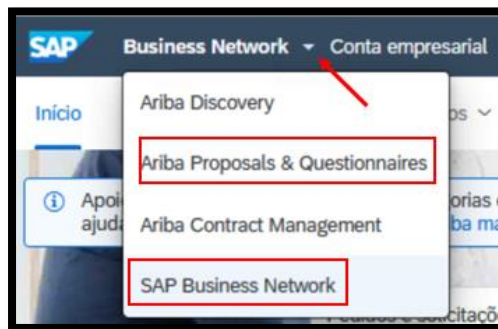 SAP Business Network Conta empresarial
Início
Ariba Discovery
Ariba Proposals & Questionnaires
Ariba Contract Management
SAP Business Network